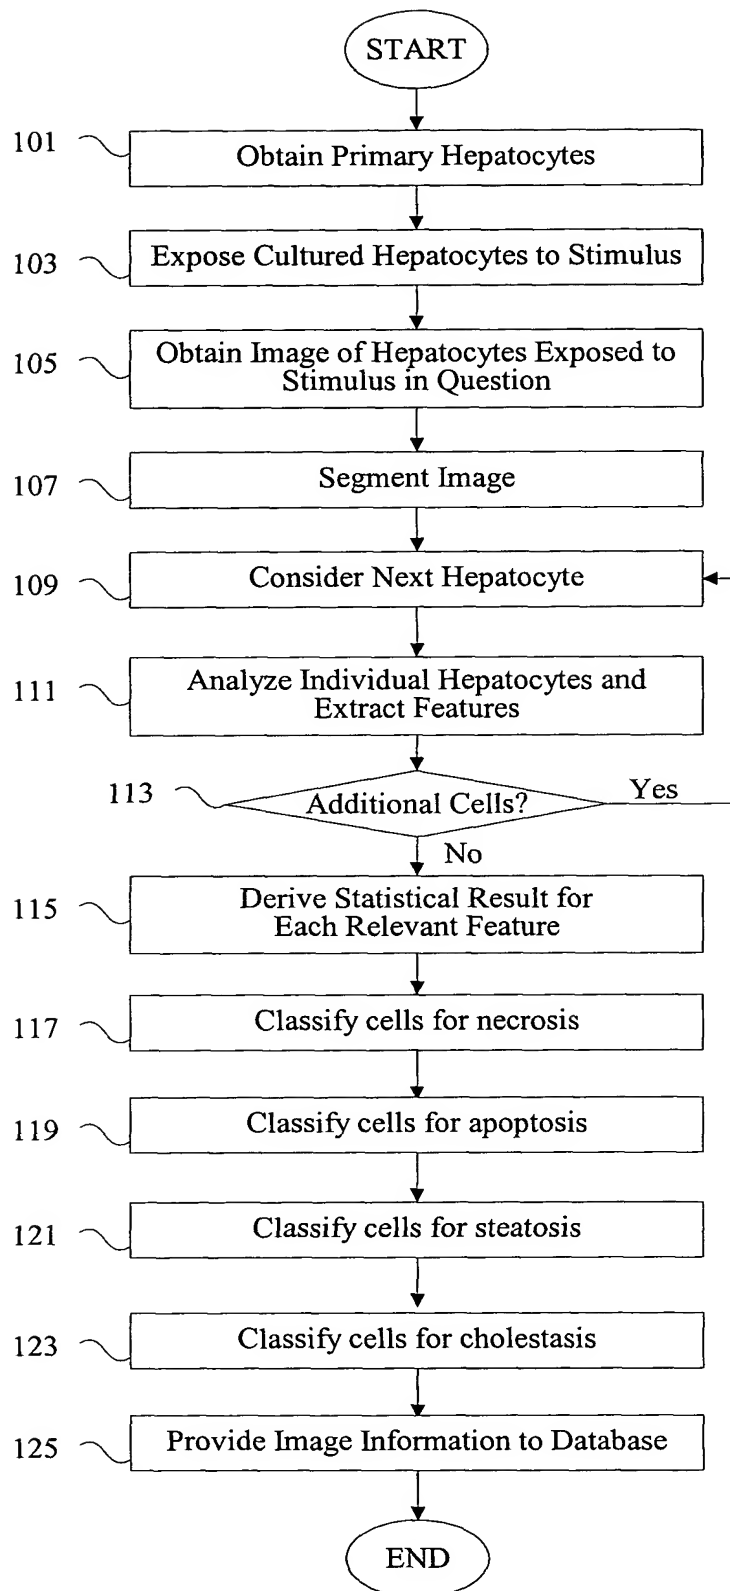 START
101
Obtain Primary Hepatocytes
103
Expose Cultured Hepatocytes to Stimulus
105
Obtain Image of Hepatocytes Exposed to
Stimulus in Question
107
Segment Image
109
Consider Next Hepatocyte
111
Analyze Individual Hepatocytes and
Extract Features
113
Additional Cells?
Yes
No
115
Derive Statistical Result for
Each Relevant Feature
117
Classify cells for necrosis
119
Classify cells for apoptosis
121
Classify cells for steatosis
123
Classify cells for cholestasis
125
Provide Image Information to Database
END